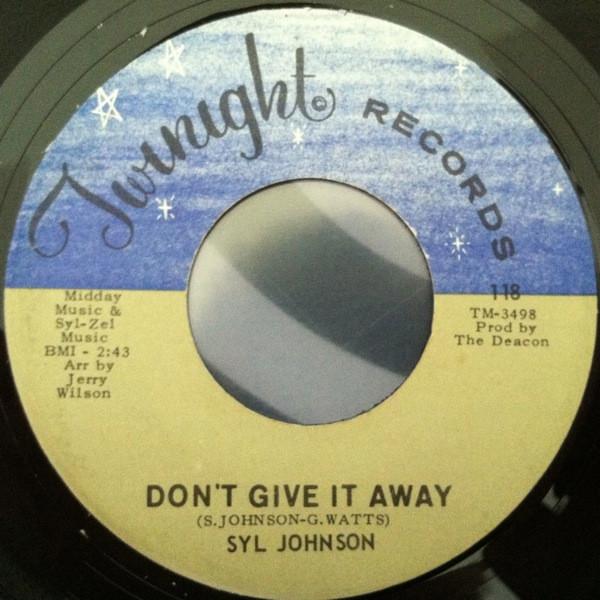 Twinight
RECORDS
Midday
Music &
Syl-Zel
Music
BMI - 2:43
Arr by
Jerry
Wilson
118
TM-3498
Prod by
The Deacon
DON'T GIVE IT AWAY
(S.JOHNSON-G.WATTS)
SYL JOHNSON